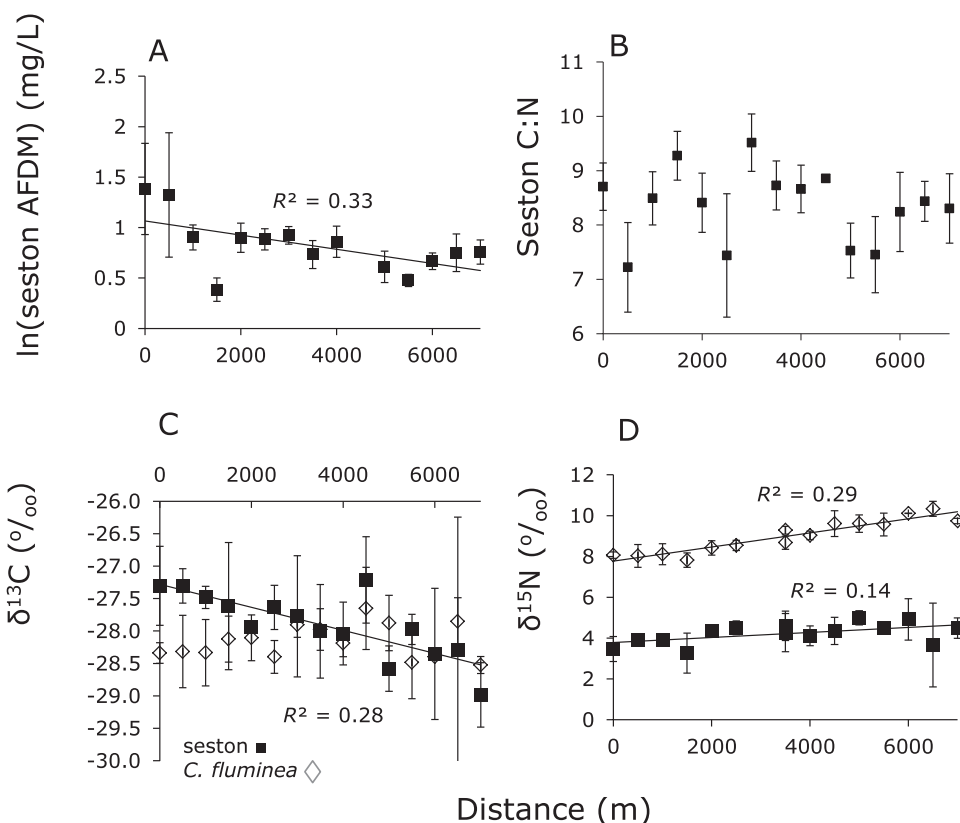 A
ln(seston AFDM) (mg/L)
2.5
2
1.5
1
0.5
0
R² = 0.33
0 2000 4000 6000
B
Seston C:N
11
10
9
8
7
6
0 2000 4000 6000
C
0 2000 4000 6000
δ¹³C (º/ₒₒ)
-26.0
-26.5
-27.0
-27.5
-28.0
-28.5
-29.0
-29.5
-30.0
R² = 0.28
seston ■
C. fluminea ◇
D
δ¹⁵N (º/ₒₒ)
12
10
8
6
4
2
0
R² = 0.29
R² = 0.14
0 2000 4000 6000
Distance (m)